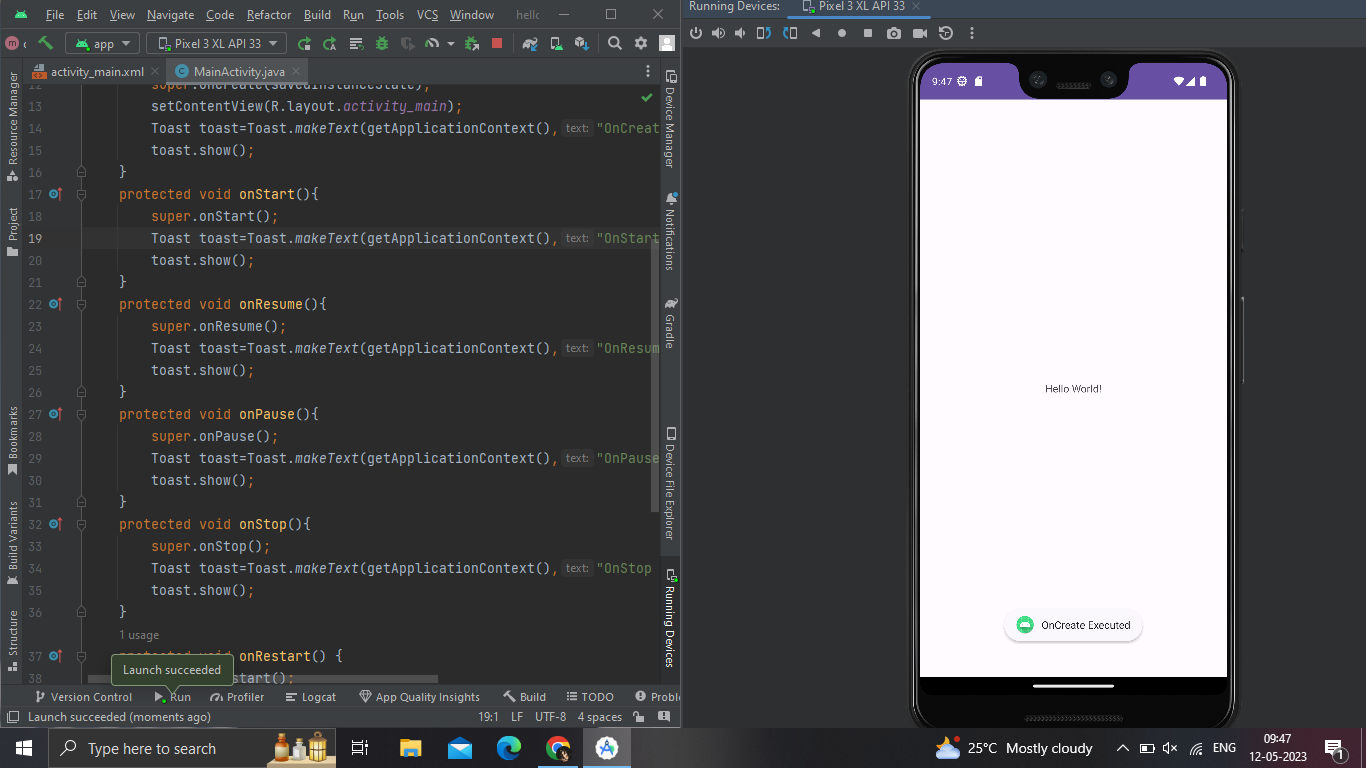 File Edit View Navigate Code Refactor Build Run Tools VCS Window hello
app Pixel 3 XL API 33
activity_main.xml MainActivity.java
12 super.onCreate(savedInstanceState);
13 setContentView(R.layout.activity_main);
14 Toast toast=Toast.makeText(getApplicationContext(), text: "OnCreat
15 toast.show();
16 }
17 protected void onStart(){
18 super.onStart();
19 Toast toast=Toast.makeText(getApplicationContext(), text: "OnStart
20 toast.show();
21 }
22 protected void onResume(){
23 super.onResume();
24 Toast toast=Toast.makeText(getApplicationContext(), text: "OnResum
25 toast.show();
26 }
27 protected void onPause(){
28 super.onPause();
29 Toast toast=Toast.makeText(getApplicationContext(), text: "OnPause
30 toast.show();
31 }
32 protected void onStop(){
33 super.onStop();
34 Toast toast=Toast.makeText(getApplicationContext(), text: "OnStop
35 toast.show();
36 }
1 usage
37 protected void onRestart() {
38 start();
Launch succeeded
Resource Manager
Project
Bookmarks
Build Variants
Structure
Device Manager
Notifications
Gradle
Device File Explorer
Running Devices
Version Control Run Profiler Logcat App Quality Insights Build TODO Proble
Launch succeeded (moments ago) 19:1 LF UTF-8 4 spaces
Running Devices: Pixel 3 XL API 33
9:47
Hello World!
OnCreate Executed
Type here to search
25°C Mostly cloudy ENG 09:47
12-05-2023
1